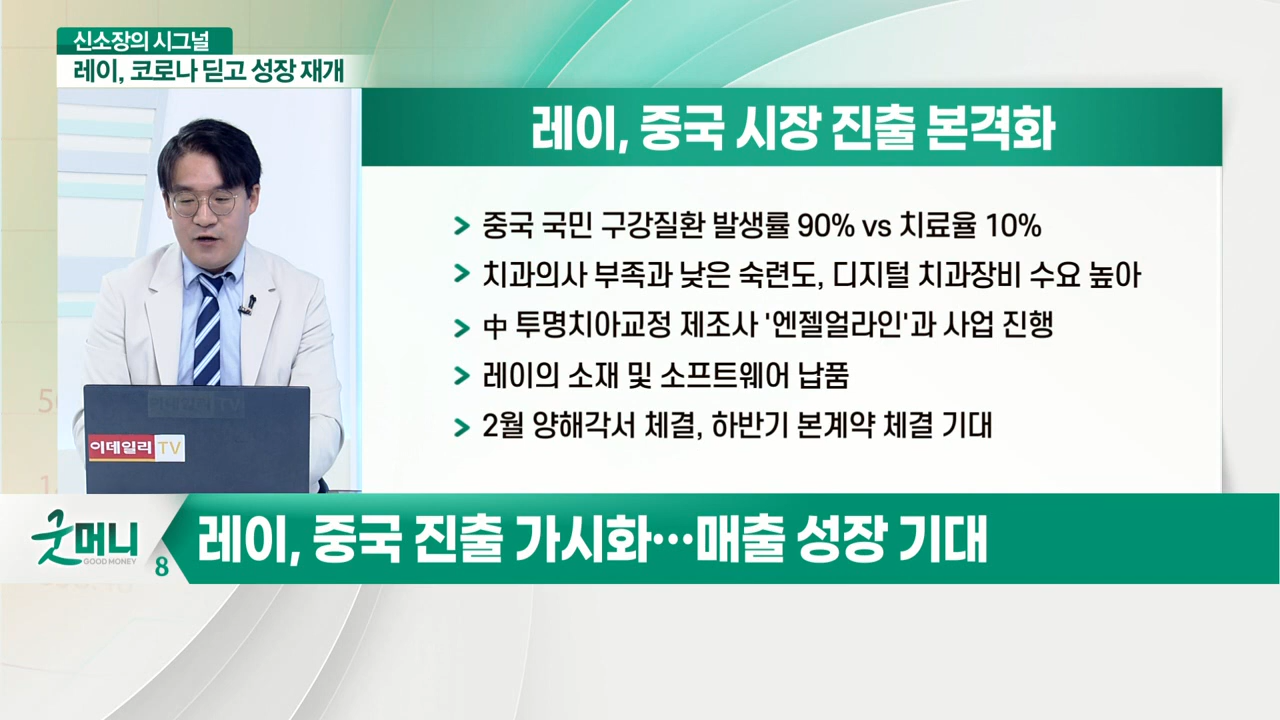 신소장의 시그널
레이, 코로나 딛고 성장 재개
레이, 중국 시장 진출 본격화
> 중국 국민 구강질환 발생률 90% vs 치료율 10%
> 치과의사 부족과 낮은 숙련도, 디지털 치과장비 수요 높아
> 中 투명치아교정 제조사 '엔젤얼라인'과 사업 진행
> 레이의 소재 및 소프트웨어 납품
> 2월 양해각서 체결, 하반기 본계약 체결 기대
이데일리 TV
이데일리 TV
굿머니
GOOD MONEY
8
레이, 중국 진출 가시화…매출 성장 기대